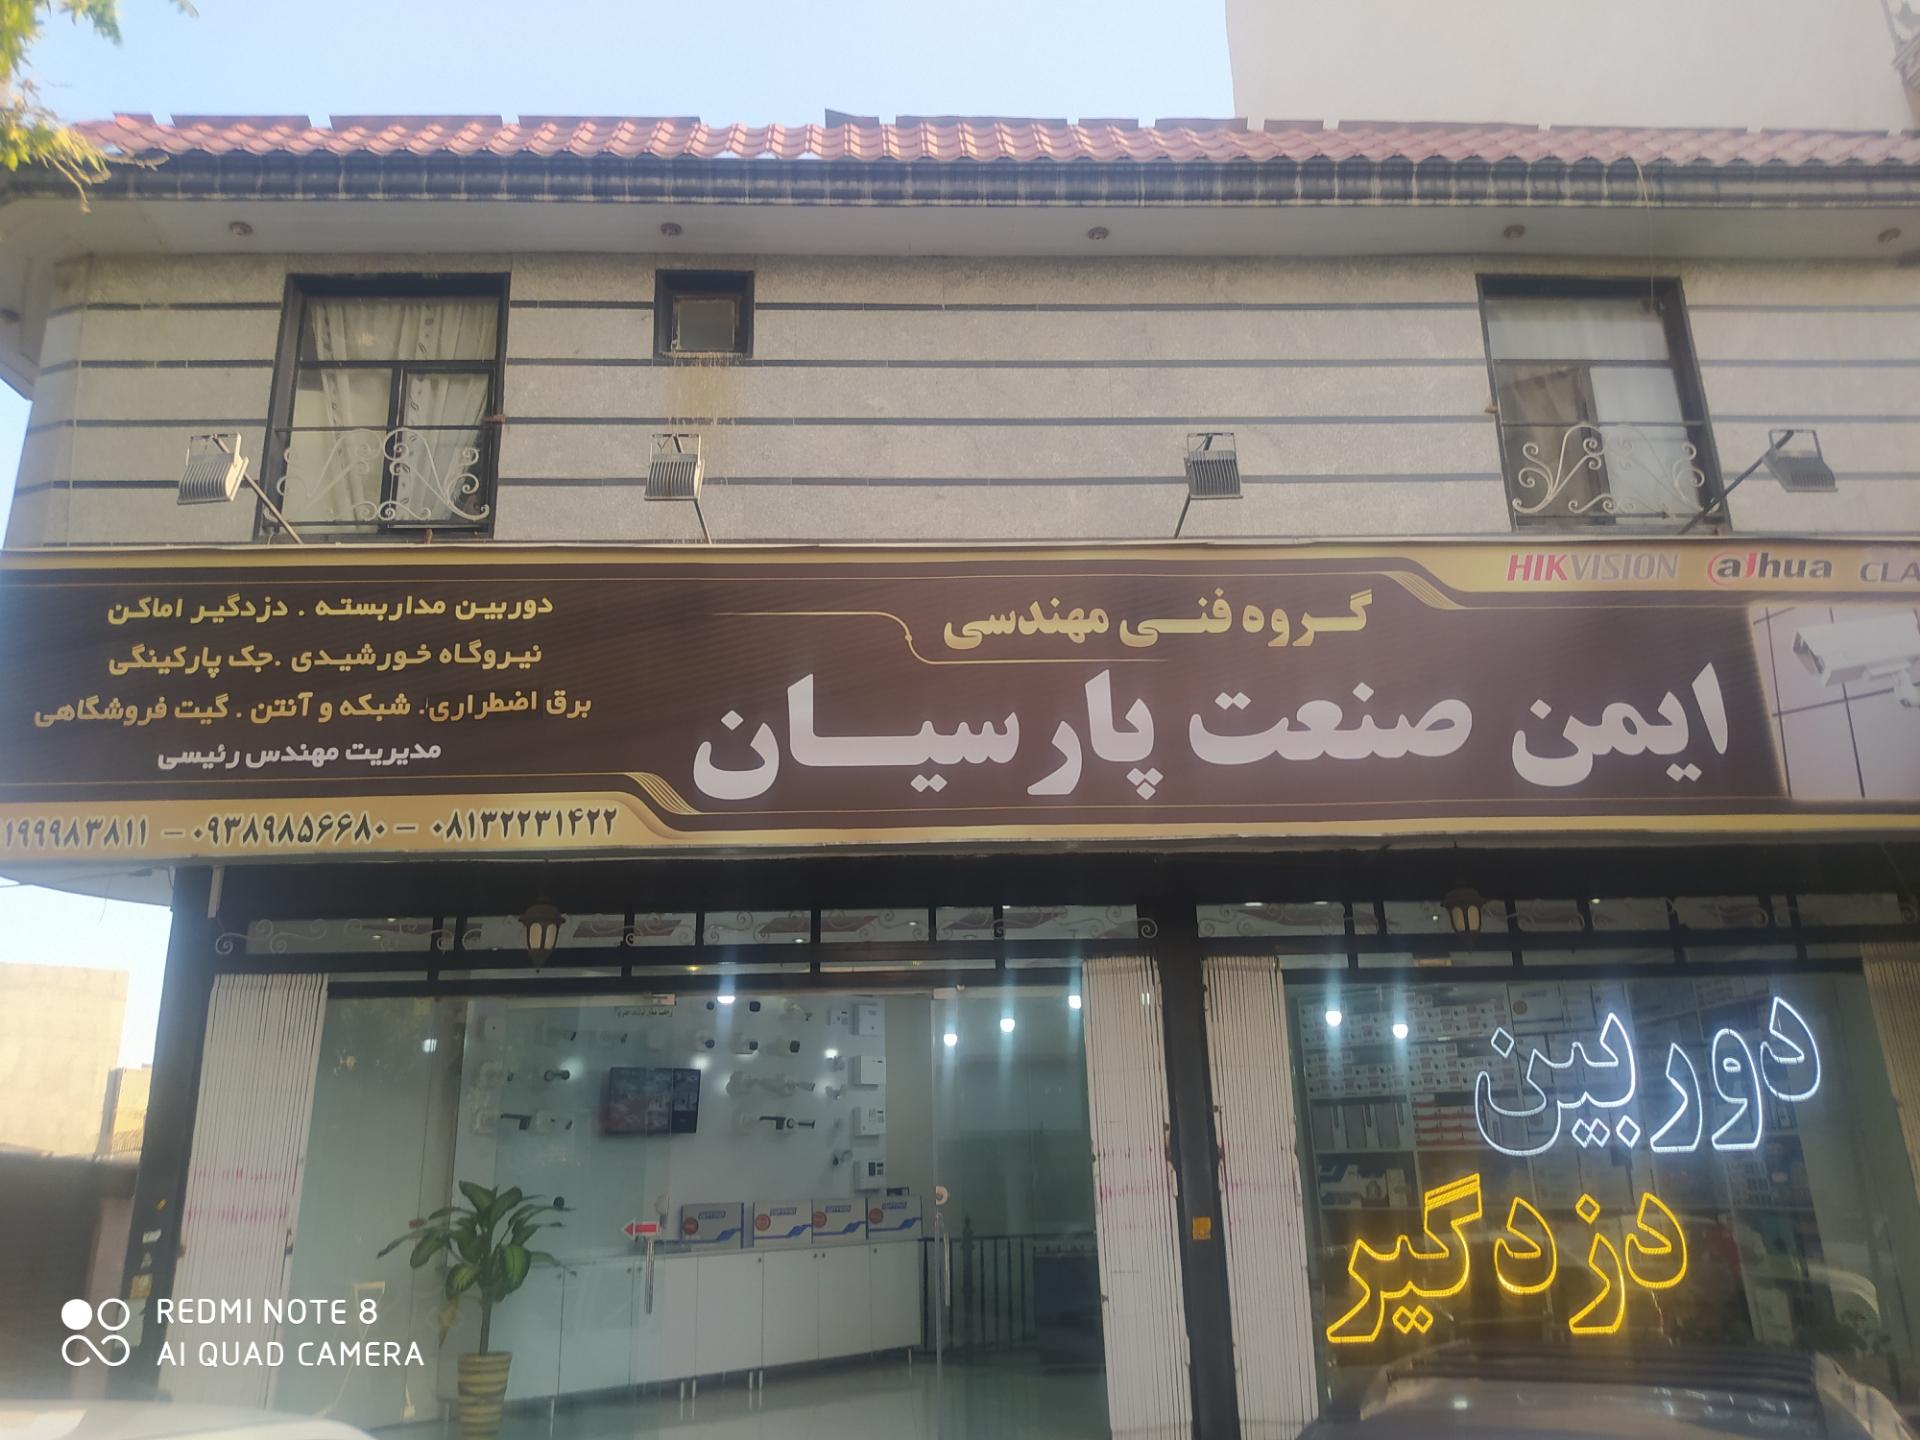 HIKVISION alhua CLA
گروه فنی مهندسی
ایمن صنعت پارسیان
دوربین مداربسته . دزدگیر اماکن
نیروگاه خورشیدی .جک پارکینگی
برق اضطراری. شبکه و آنتن . گیت فروشگاهی
مدیریت مهندس رئیسی
۰۸۱۳۲۲۳۱۴۲۲ – ۰۹۳۸۹۸۵۶۶۸۰ – ۱۹۹۹۸۳۸۱۱
دوربین
دزدگیر
REDMI NOTE 8
AI QUAD CAMERA